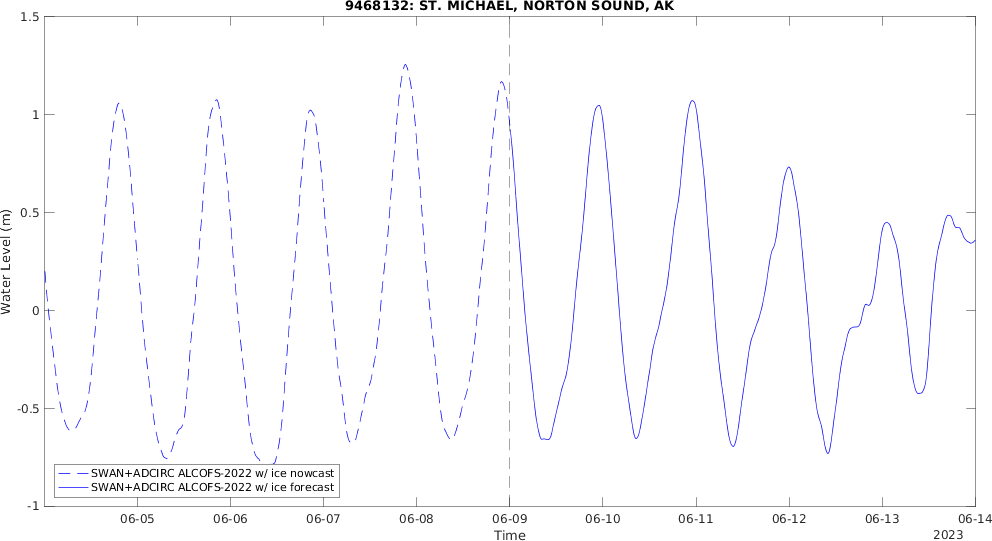 9468132: ST. MICHAEL, NORTON SOUND, AK
1.5
1
0.5
0
-0.5
-1
Water Level (m)
SWAN+ADCIRC ALCOFS-2022 w/ ice nowcast
SWAN+ADCIRC ALCOFS-2022 w/ ice forecast
06-05 06-06 06-07 06-08 06-09 06-10 06-11 06-12 06-13 06-14
Time
2023